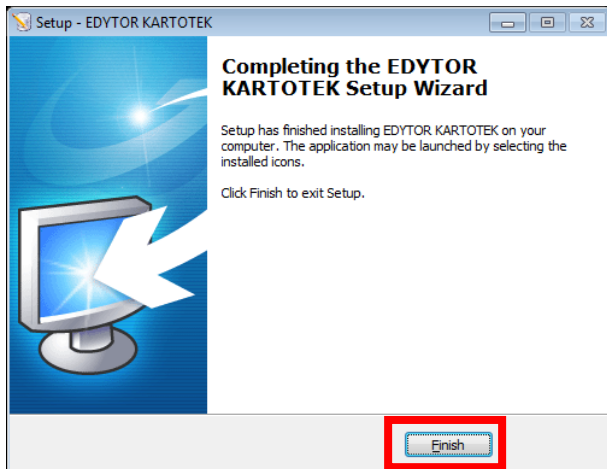 Setup - EDYTOR KARTOTEK
Completing the EDYTOR
KARTOTEK Setup Wizard
Setup has finished installing EDYTOR KARTOTEK on your
computer. The application may be launched by selecting the
installed icons.
Click Finish to exit Setup.
Finish